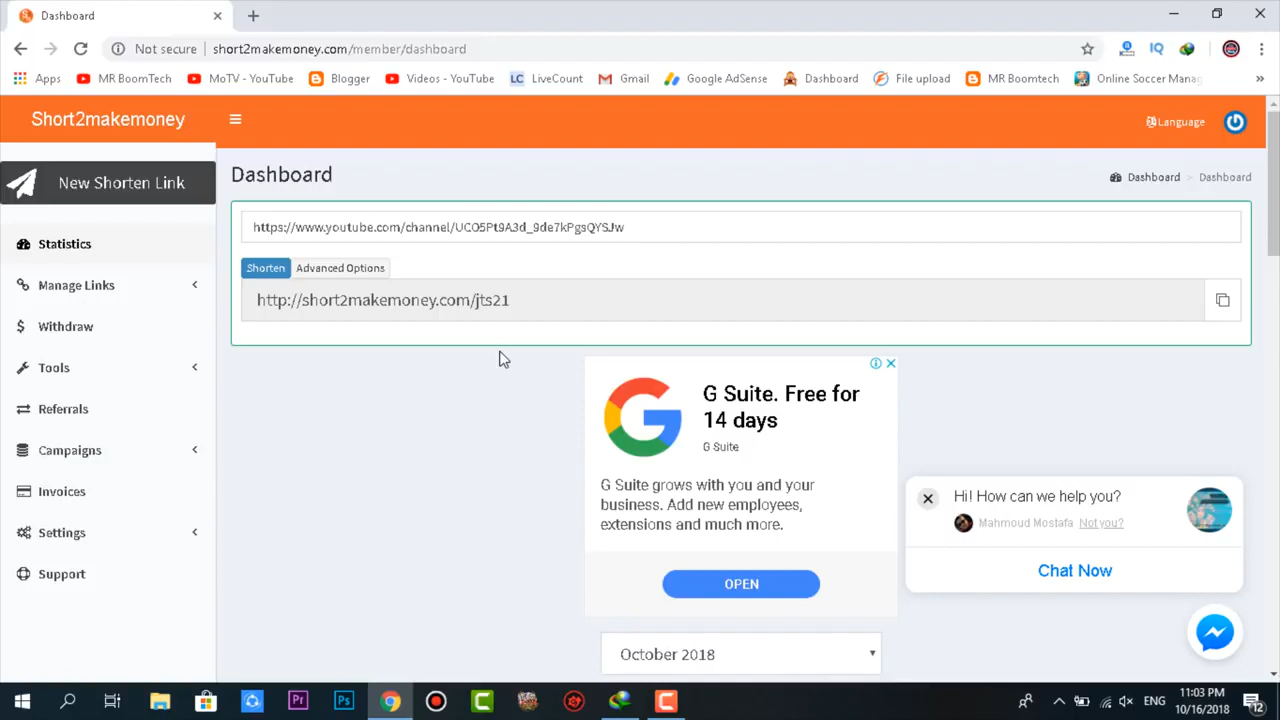 Dashboard
Not secure
short2makemoney.com/member/dashboard
IQ
Apps
MR BoomTech
MoTV - YouTube
Blogger
Videos - YouTube
LC
LiveCount
Gmail
Google AdSense
Dashboard
File upload
MR Boomtech
Online Soccer Manag
»
Short2makemoney
Language
New Shorten Link
Dashboard
Dashboard > Dashboard
https://www.youtube.com/channel/UCO5Pt9A3d_9de7kPgsQYSJw
Shorten
Advanced Options
http://short2makemoney.com/jts21
Statistics
Manage Links
Withdraw
Tools
Referrals
Campaigns
Invoices
Settings
Support
G Suite. Free for
14 days
G Suite
G Suite grows with you and your
business. Add new employees,
extensions and much more.
OPEN
Hi! How can we help you?
Mahmoud Mostafa Not you?
Chat Now
October 2018
Pr
Ps
ENG
11:03 PM
10/16/2018
12